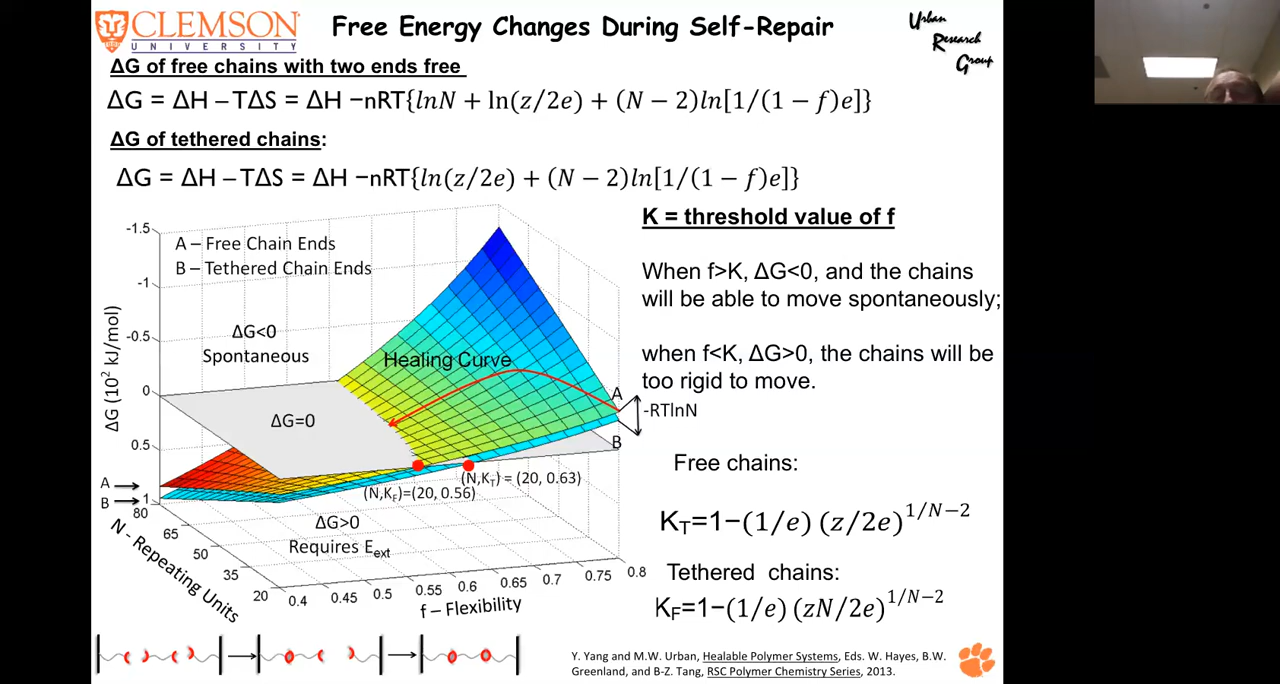 CLEMSON
UNIVERSITY
Free Energy Changes During Self-Repair
Urban
Research
Group
ΔG of free chains with two ends free
ΔG = ΔH – TΔS = ΔH –nRT{lnN + ln(z/2e) + (N − 2)ln[1/(1 − f)e]}
ΔG of tethered chains:
ΔG = ΔH – TΔS = ΔH –nRT{ln(z/2e) + (N − 2)ln[1/(1 − f)e]}
K = threshold value of f
When f>K, ΔG<0, and the chains
will be able to move spontaneously;
when f<K, ΔG>0, the chains will be
too rigid to move.
Free chains:
K_T=1−(1/e) (z/2e)^1/N−2
Tethered chains:
K_F=1−(1/e) (zN/2e)^1/N−2
A – Free Chain Ends
B – Tethered Chain Ends
ΔG<0
Spontaneous
Healing Curve
ΔG=0
A
-RTlnN
B
(N,K_T) = (20, 0.63)
(N,K_F)=(20, 0.56)
ΔG>0
Requires E_ext
ΔG (10^2 kJ/mol)
-1.5
-1
-0.5
0
0.5
1
A
B
80
65
50
35
20
N - Repeating Units
0.4
0.45
0.5
0.55
0.6
0.65
0.7
0.75
0.8
f – Flexibility
Y. Yang and M.W. Urban, Healable Polymer Systems, Eds. W. Hayes, B.W.
Greenland, and B-Z. Tang, RSC Polymer Chemistry Series, 2013.